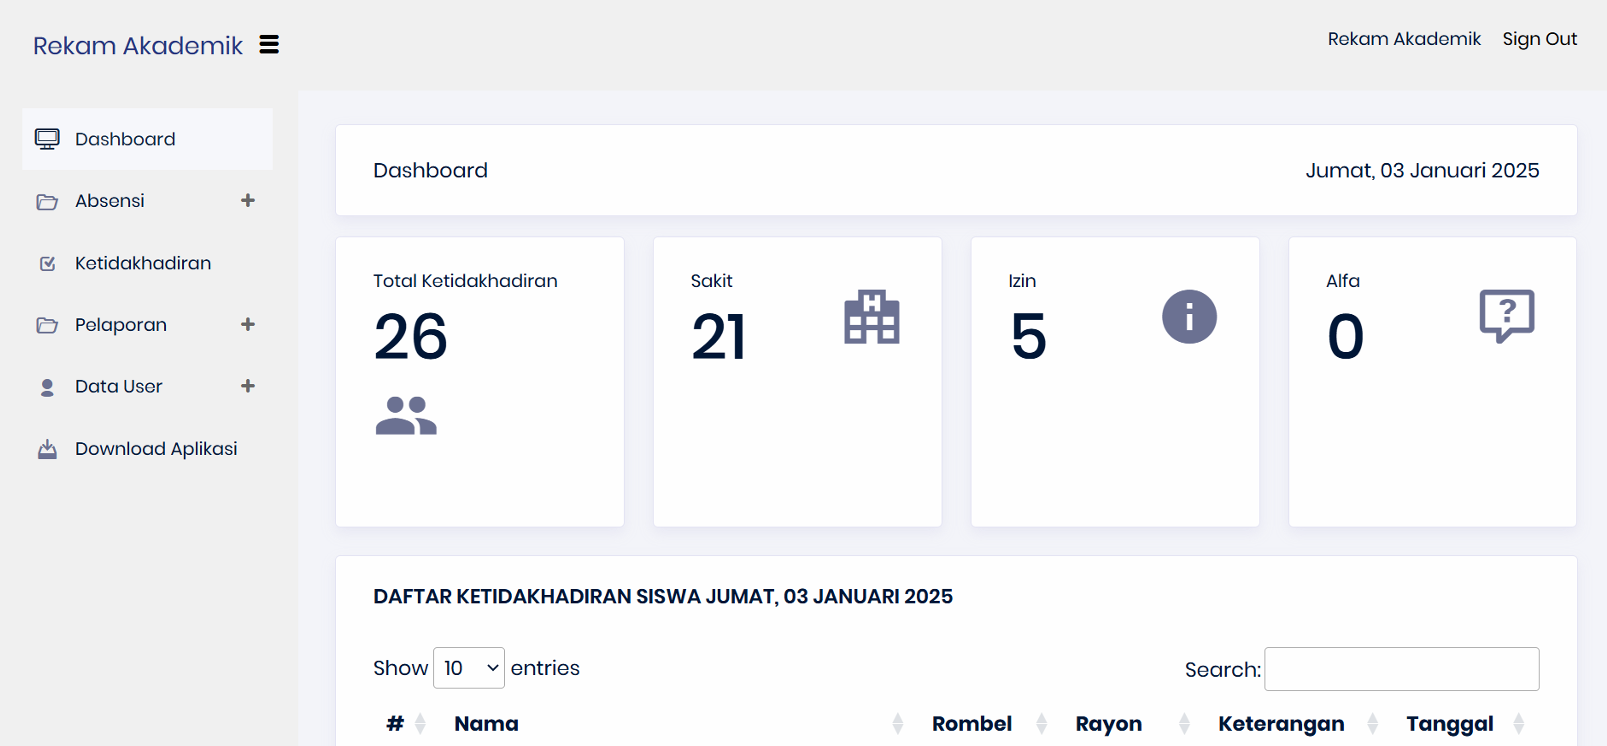 Rekam Akademik
Rekam Akademik Sign Out
Dashboard
Absensi +
Ketidakhadiran
Pelaporan +
Data User +
Download Aplikasi
Dashboard Jumat, 03 Januari 2025
Total Ketidakhadiran
26
Sakit
21
Izin
5
Alfa
0
DAFTAR KETIDAKHADIRAN SISWA JUMAT, 03 JANUARI 2025
Show 10 entries Search:
# Nama Rombel Rayon Keterangan Tanggal